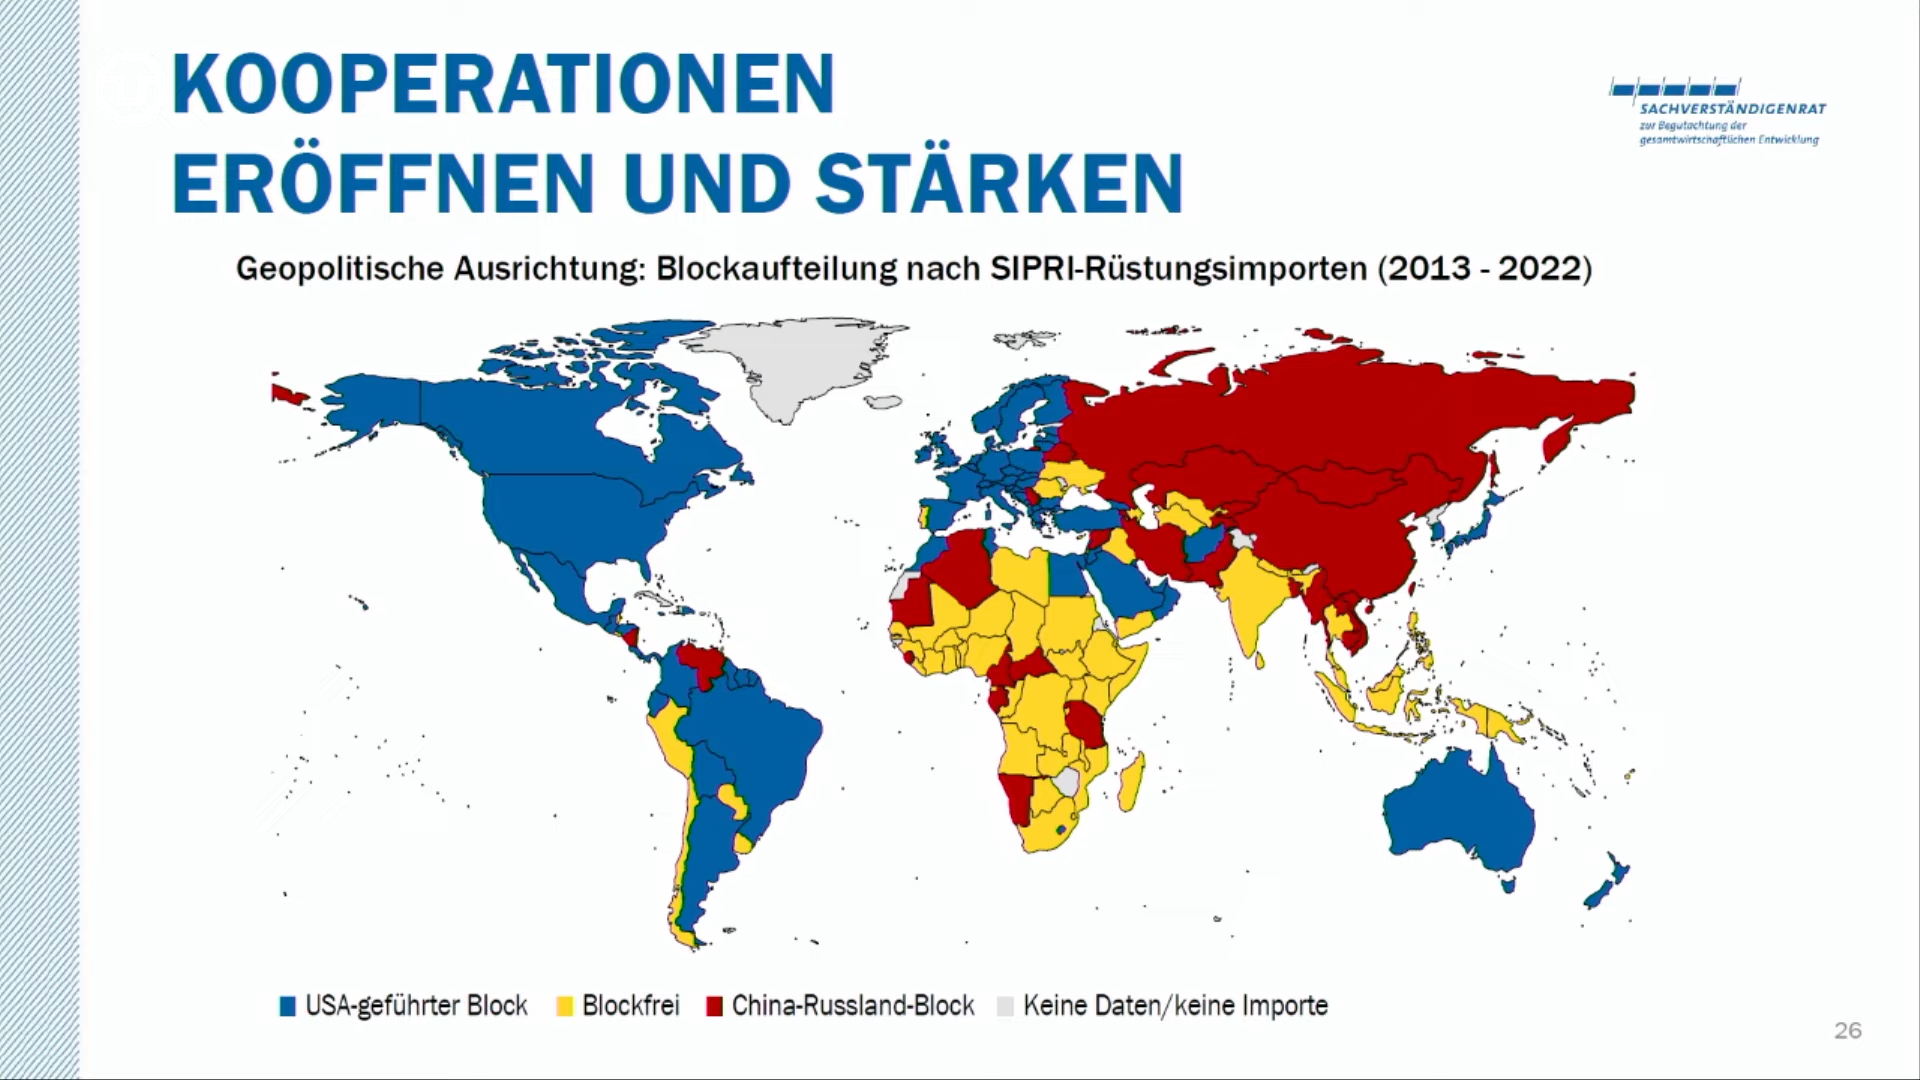 KOOPERATIONEN
ERÖFFNEN UND STÄRKEN
SACHVERSTÄNDIGENRAT
zur Begutachtung der
gesamtwirtschaftlichen Entwicklung
Geopolitische Ausrichtung: Blockaufteilung nach SIPRI-Rüstungsimporten (2013 - 2022)
USA-geführter Block Blockfrei China-Russland-Block Keine Daten/keine Importe
26